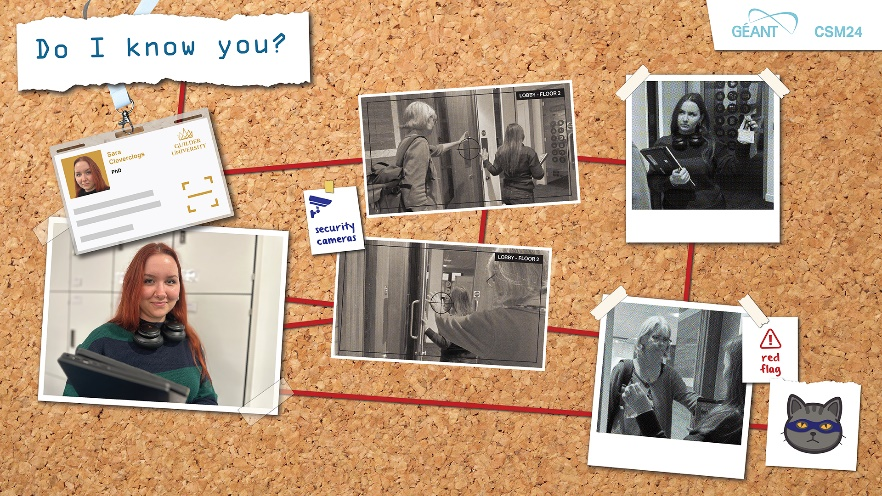 Do I know you?
GÉANT
CSM24
Sara
Cleverclogs
PhD
GUILDER
UNIVERSITY
LOBBY - FLOOR 2
security
cameras
LOBBY - FLOOR 2
red
flag